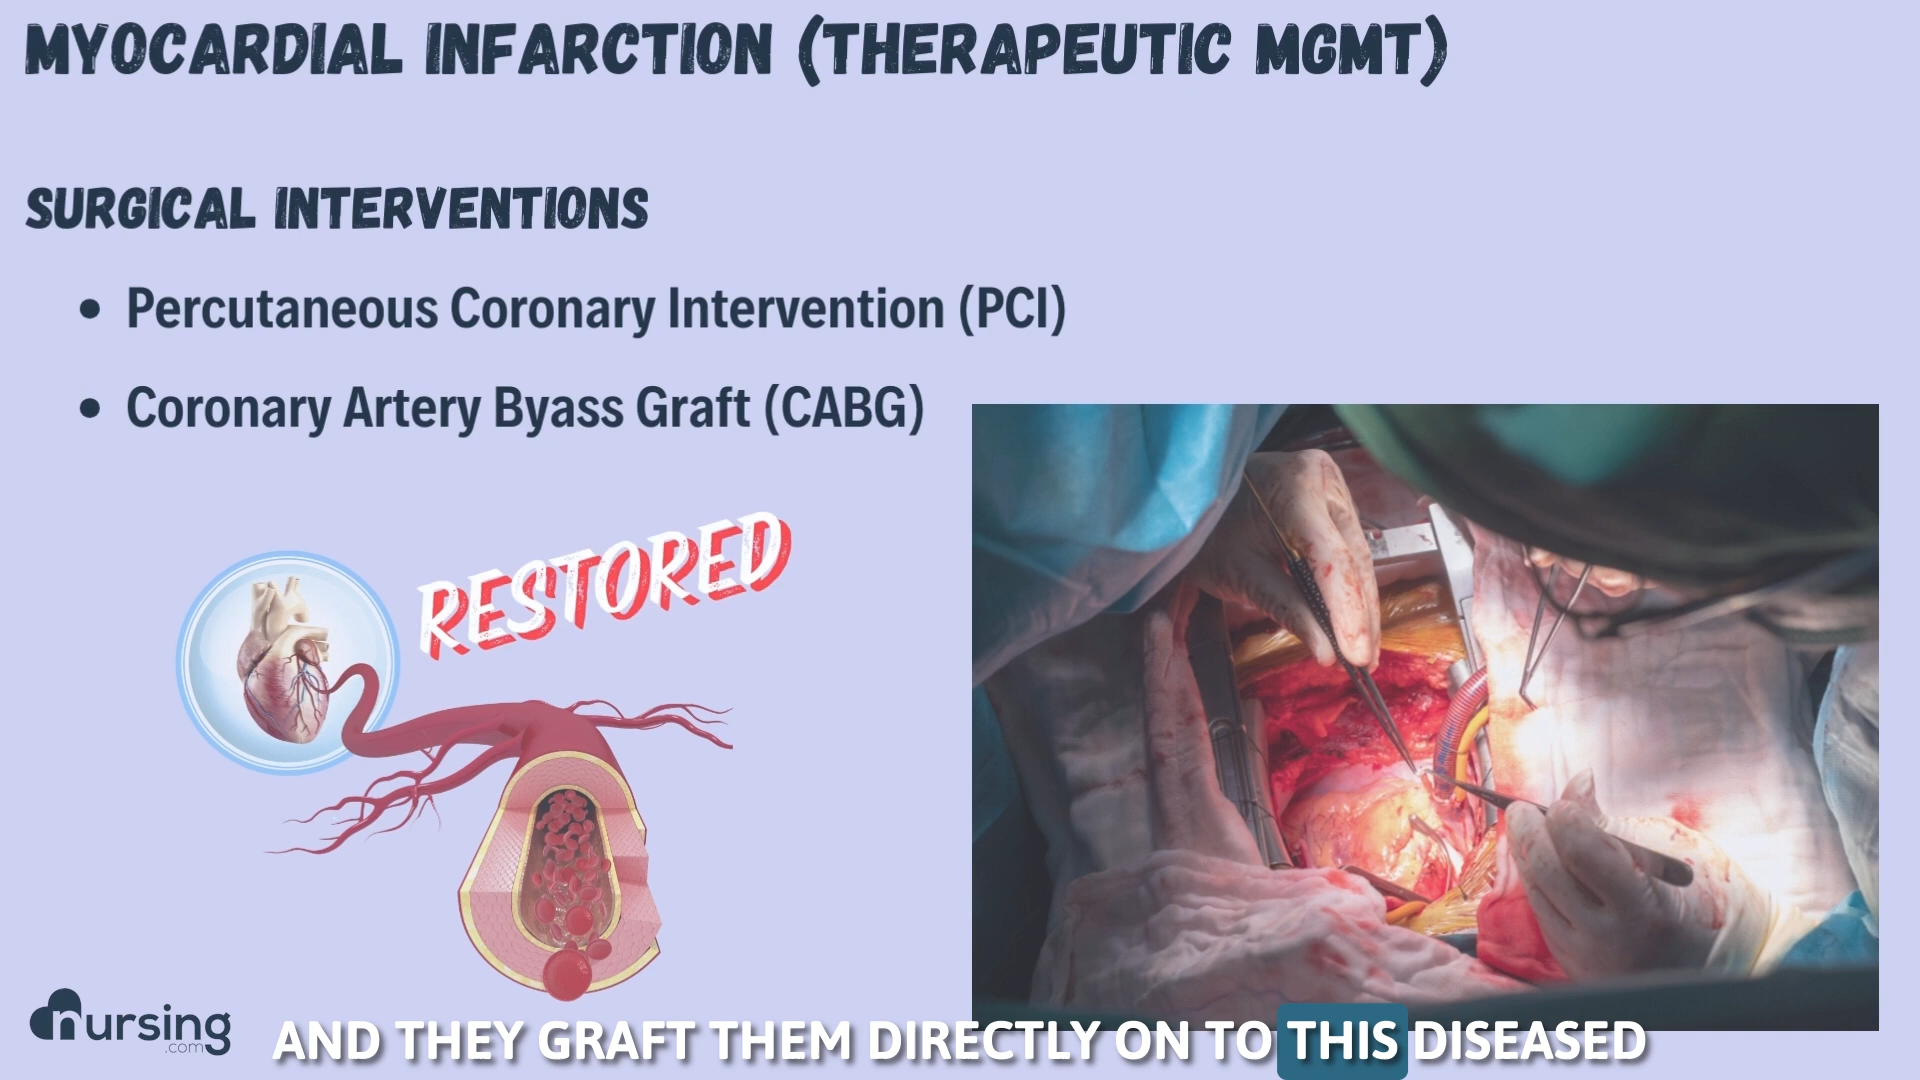 MYOCARDIAL INFARCTION (THERAPEUTIC MGMT)
SURGICAL INTERVENTIONS
• Percutaneous Coronary Intervention (PCI)
• Coronary Artery Byass Graft (CABG)
RESTORED
nursing
.com
AND THEY GRAFT THEM DIRECTLY ON TO THIS DISEASED